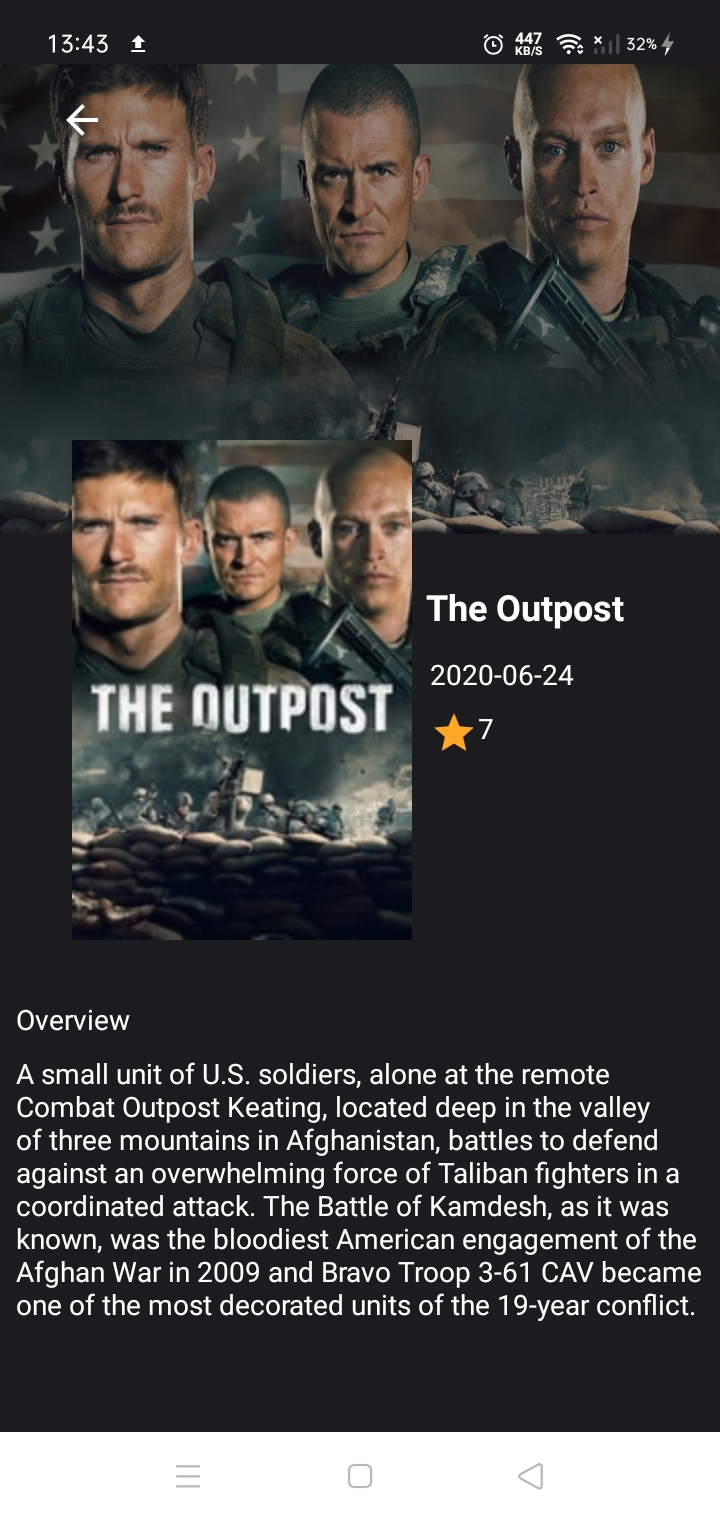 13:43
447
KB/S
32%
THE OUTPOST
The Outpost
2020-06-24
7
Overview
A small unit of U.S. soldiers, alone at the remote
Combat Outpost Keating, located deep in the valley
of three mountains in Afghanistan, battles to defend
against an overwhelming force of Taliban fighters in a
coordinated attack. The Battle of Kamdesh, as it was
known, was the bloodiest American engagement of the
Afghan War in 2009 and Bravo Troop 3-61 CAV became
one of the most decorated units of the 19-year conflict.